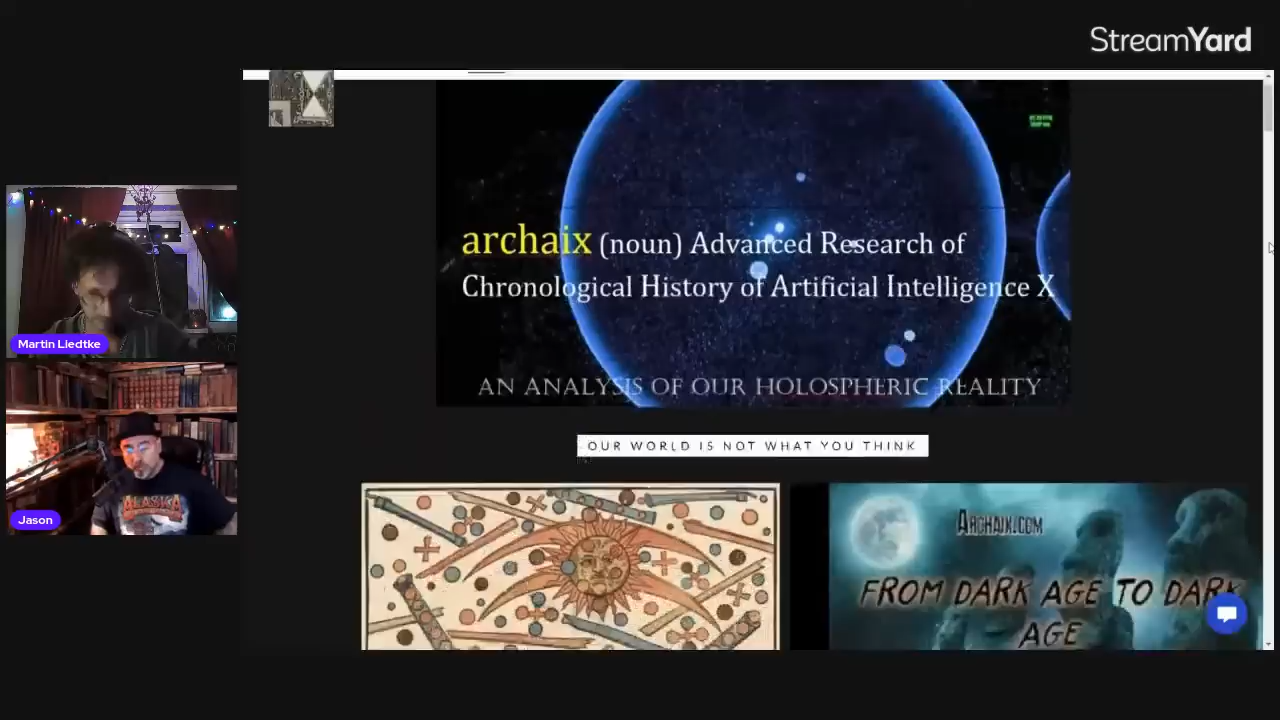 StreamYard
archaix (noun) Advanced Research of
Chronological History of Artificial Intelligence X
AN ANALYSIS OF OUR HOLOSPHERIC REALITY
OUR WORLD IS NOT WHAT YOU THINK
Martin Liedtke
Jason
ALASKA
ARCHAIX.COM
FROM DARK AGE TO DARK
AGE